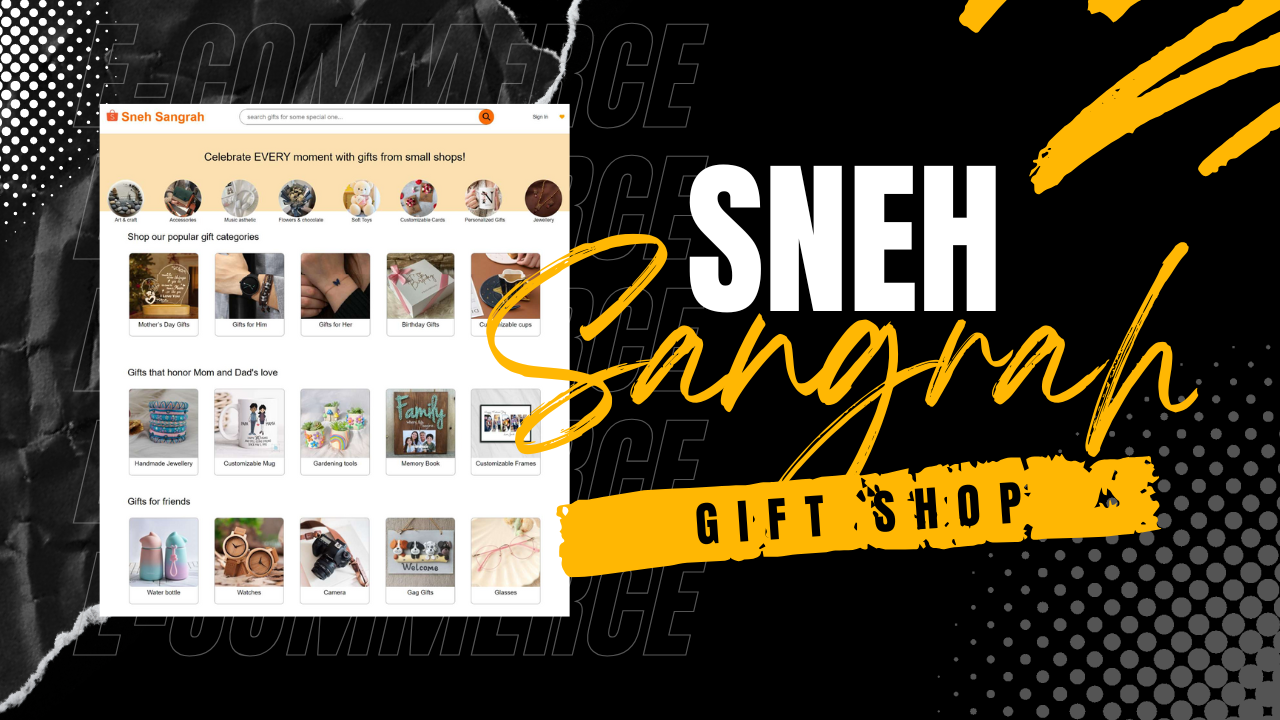 E-COMMERCE
Sneh Sangrah
search gifts for some special one...
Sign in
Celebrate EVERY moment with gifts from small shops!
Art & craft
Accessories
Music asthetic
Flowers & choclate
Soft Toys
Customizable Cards
Personalized Gifts
Jewellery
Shop our popular gift categories
Mother's Day Gifts
Gifts for Him
Gifts for Her
Birthday Gifts
Gifts that honor Mom and Dad's love
Handmade Jewellery
Customizable Mug
Gardening tools
Memory Book
Customizable Frames
Family
Gifts for friends
Water bottle
Watches
Camera
Gag Gifts
Glasses
Welcome
SNEH
Sangrah
GIFT SHOP
E-COMMERCE